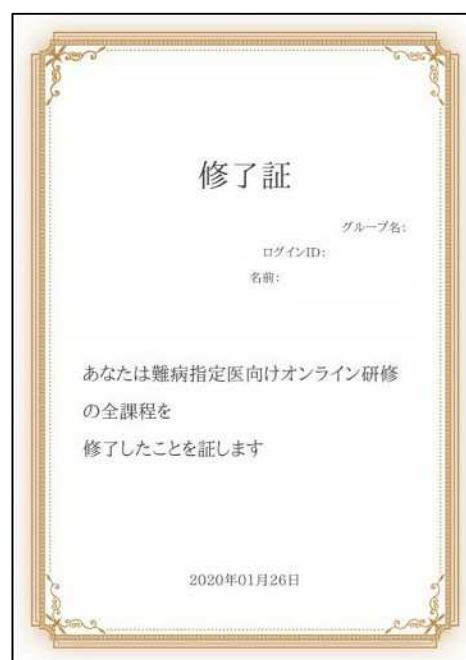 修了証
グループ名:
ログインID:
名前:
あなたは難病指定医向けオンライン研修
の全課程を
修了したことを証します
2020年01月26日